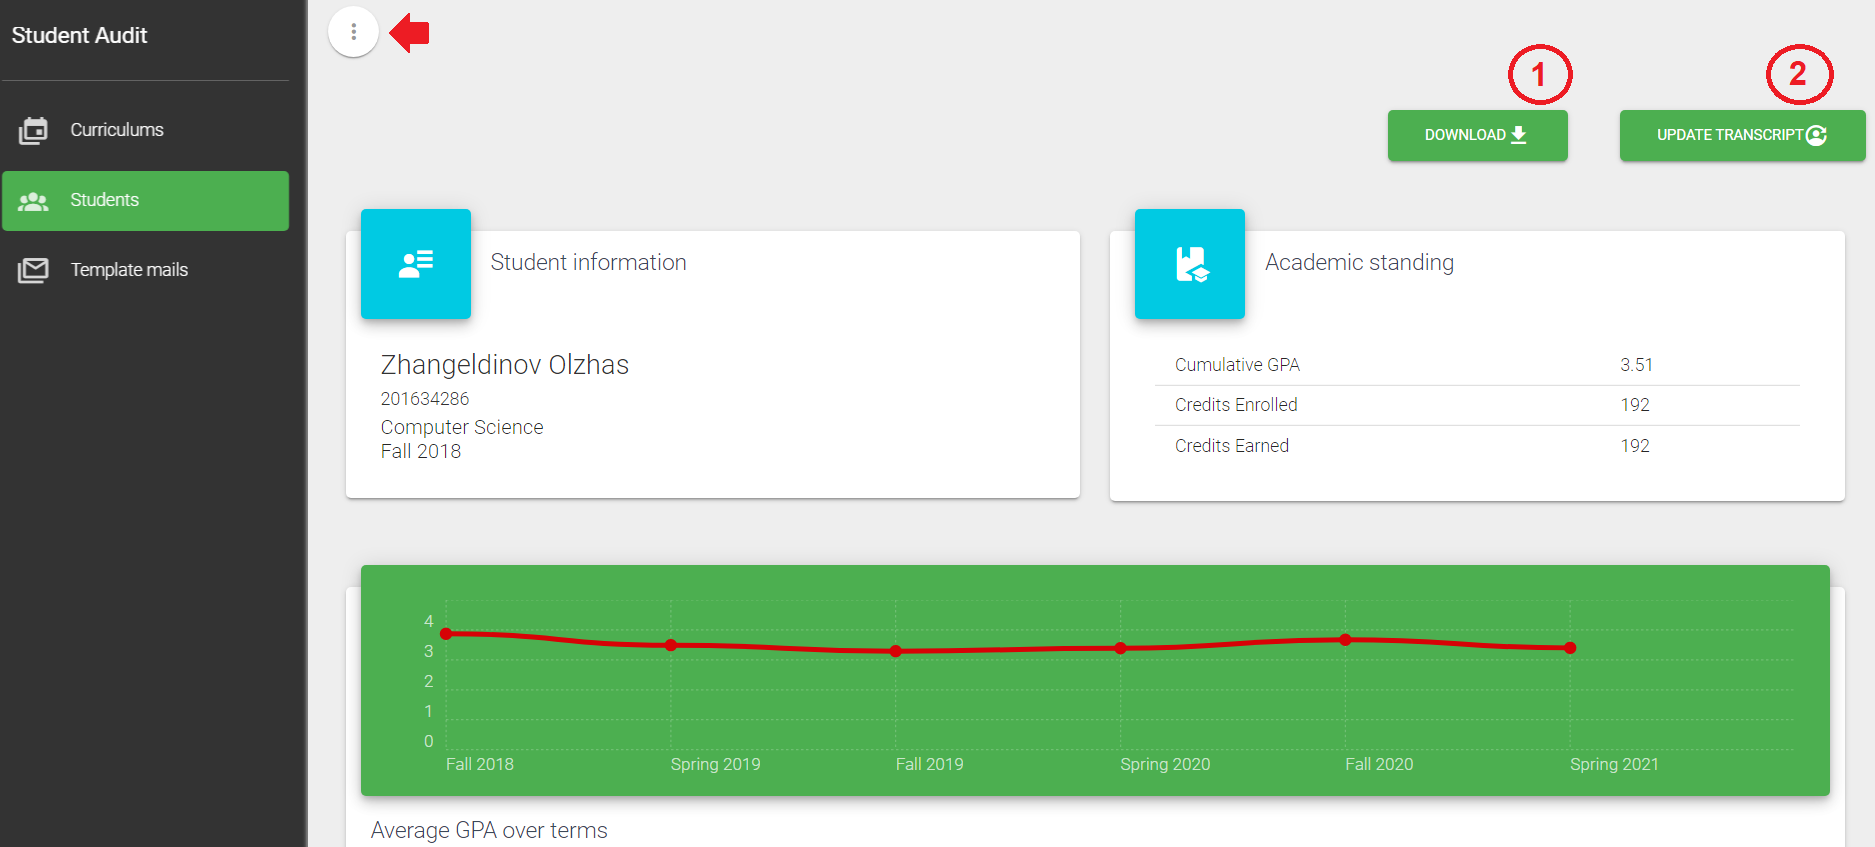 Student Audit
Curriculums
Students
Template mails
1
2
DOWNLOAD
UPDATE TRANSCRIPT
Student information
Zhangeldinov Olzhas
201634286
Computer Science
Fall 2018
Academic standing
Cumulative GPA 3.51
Credits Enrolled 192
Credits Earned 192
4
3
2
1
0
Fall 2018 Spring 2019 Fall 2019 Spring 2020 Fall 2020 Spring 2021
Average GPA over terms